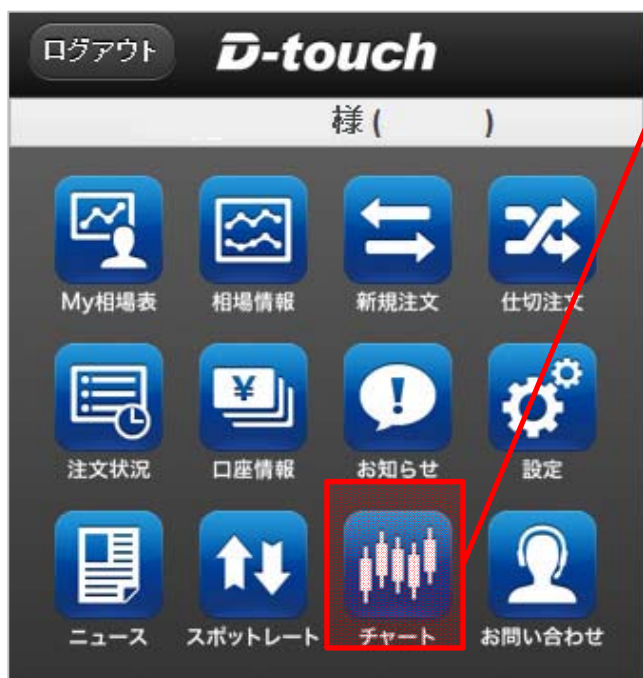 ログアウト D-touch
様 ( )
My相場表 相場情報 新規注文 仕切注文
注文状況 口座情報 お知らせ 設定
ニュース スポットレート チャート お問い合わせ